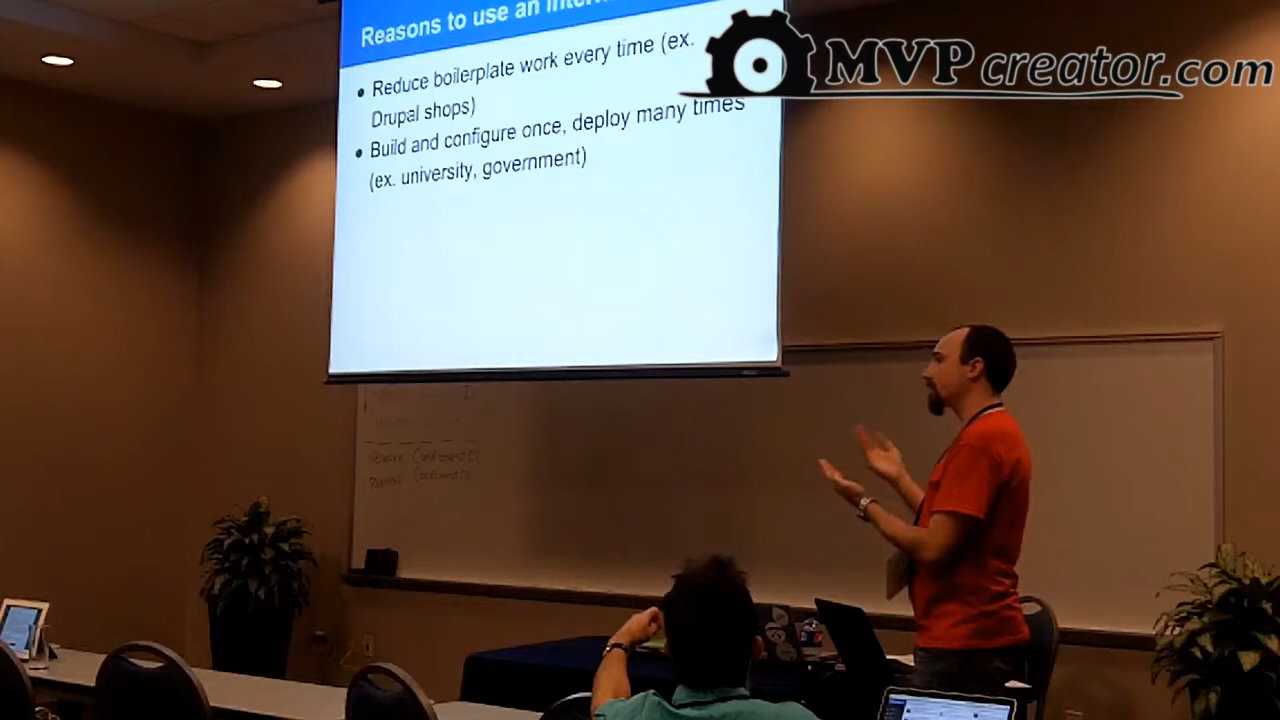 Reasons to use an intern
MVPcreator.com
• Reduce boilerplate work every time (ex.
Drupal shops)
• Build and configure once, deploy many times
(ex. university, government)